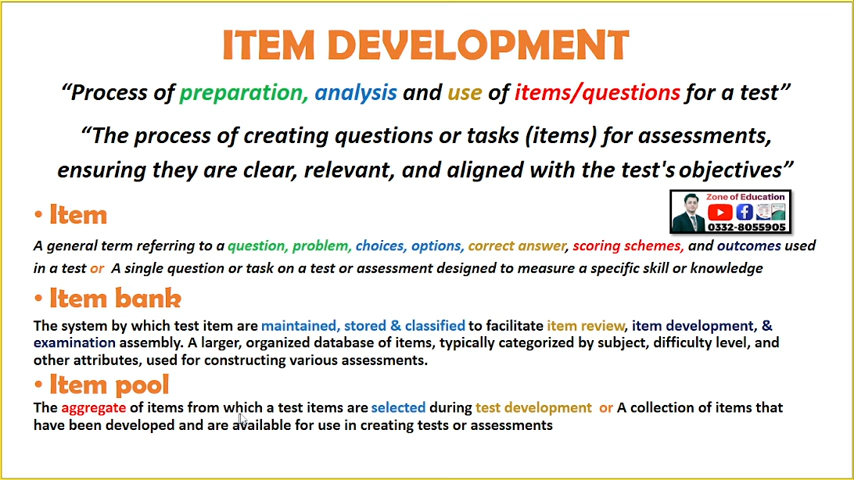 ITEM DEVELOPMENT
“Process of preparation, analysis and use of items/questions for a test”
“The process of creating questions or tasks (items) for assessments,
ensuring they are clear, relevant, and aligned with the test's objectives”
Zone of Education
0332-8055905
• Item
A general term referring to a question, problem, choices, options, correct answer, scoring schemes, and outcomes used
in a test or A single question or task on a test or assessment designed to measure a specific skill or knowledge
• Item bank
The system by which test item are maintained, stored & classified to facilitate item review, item development, &
examination assembly. A larger, organized database of items, typically categorized by subject, difficulty level, and
other attributes, used for constructing various assessments.
• Item pool
The aggregate of items from which a test items are selected during test development or A collection of items that
have been developed and are available for use in creating tests or assessments